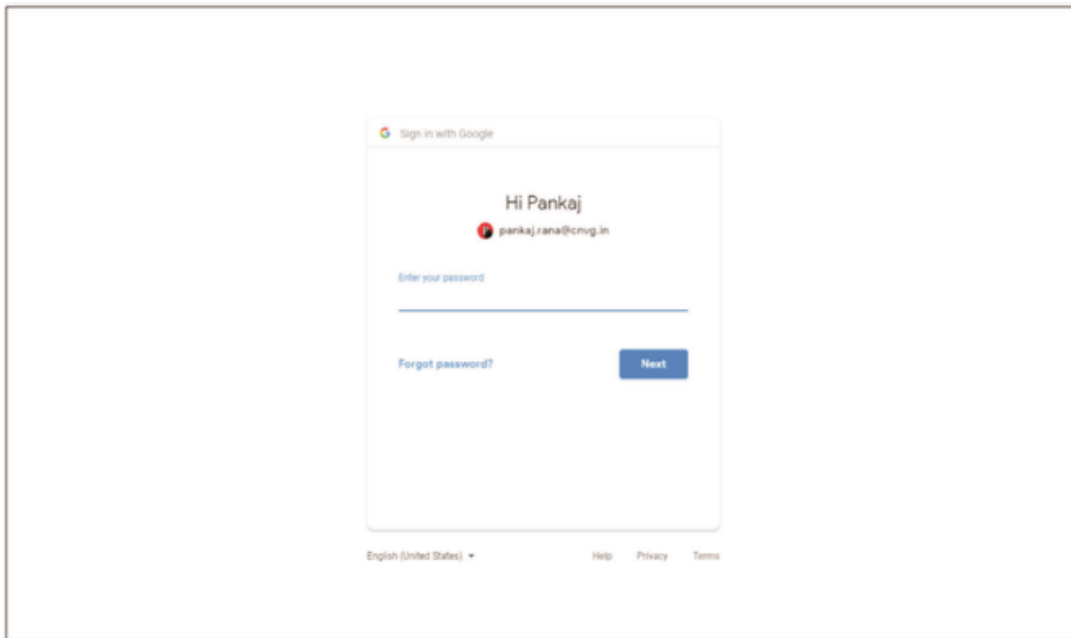 Sign in with Google
Hi Pankaj
pankaj.rana@cnvg.in
Enter your password
Forgot password? Next
English (United States) Help Privacy Terms